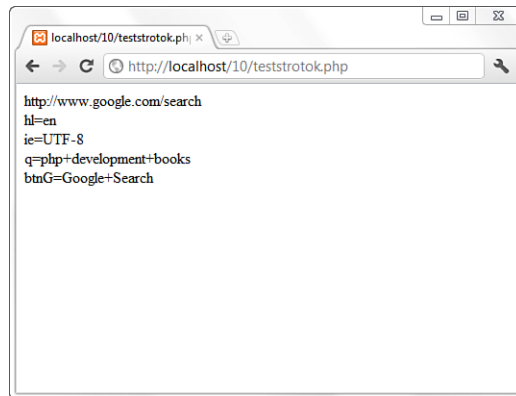 localhost/10/teststrotok.ph
http://localhost/10/teststrotok.php
http://www.google.com/search
hl=en
ie=UTF-8
q=php+development+books
btnG=Google+Search